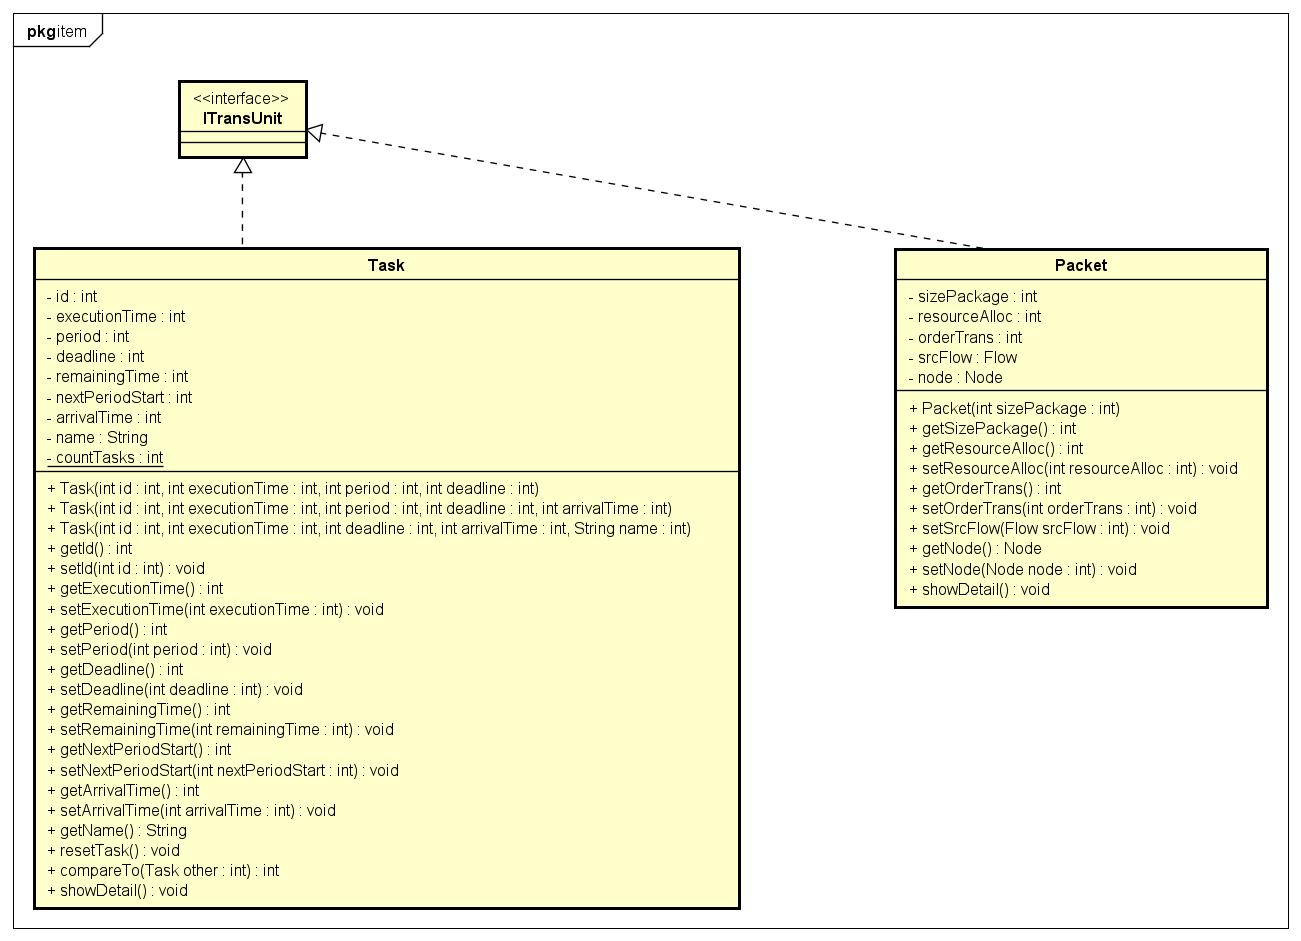 pkg item
<<interface>>
ITransUnit
Task
- id : int
- executionTime : int
- period : int
- deadline : int
- remainingTime : int
- nextPeriodStart : int
- arrivalTime : int
- name : String
- countTasks : int
+ Task(int id : int, int executionTime : int, int period : int, int deadline : int)
+ Task(int id : int, int executionTime : int, int period : int, int deadline : int, int arrivalTime : int)
+ Task(int id : int, int executionTime : int, int deadline : int, int arrivalTime : int, String name : int)
+ getId() : int
+ setId(int id : int) : void
+ getExecutionTime() : int
+ setExecutionTime(int executionTime : int) : void
+ getPeriod() : int
+ setPeriod(int period : int) : void
+ getDeadline() : int
+ setDeadline(int deadline : int) : void
+ getRemainingTime() : int
+ setRemainingTime(int remainingTime : int) : void
+ getNextPeriodStart() : int
+ setNextPeriodStart(int nextPeriodStart : int) : void
+ getArrivalTime() : int
+ setArrivalTime(int arrivalTime : int) : void
+ getName() : String
+ resetTask() : void
+ compareTo(Task other : int) : int
+ showDetail() : void
Packet
- sizePackage : int
- resourceAlloc : int
- orderTrans : int
- srcFlow : Flow
- node : Node
+ Packet(int sizePackage : int)
+ getSizePackage() : int
+ getResourceAlloc() : int
+ setResourceAlloc(int resourceAlloc : int) : void
+ getOrderTrans() : int
+ setOrderTrans(int orderTrans : int) : void
+ setSrcFlow(Flow srcFlow : int) : void
+ getNode() : Node
+ setNode(Node node : int) : void
+ showDetail() : void